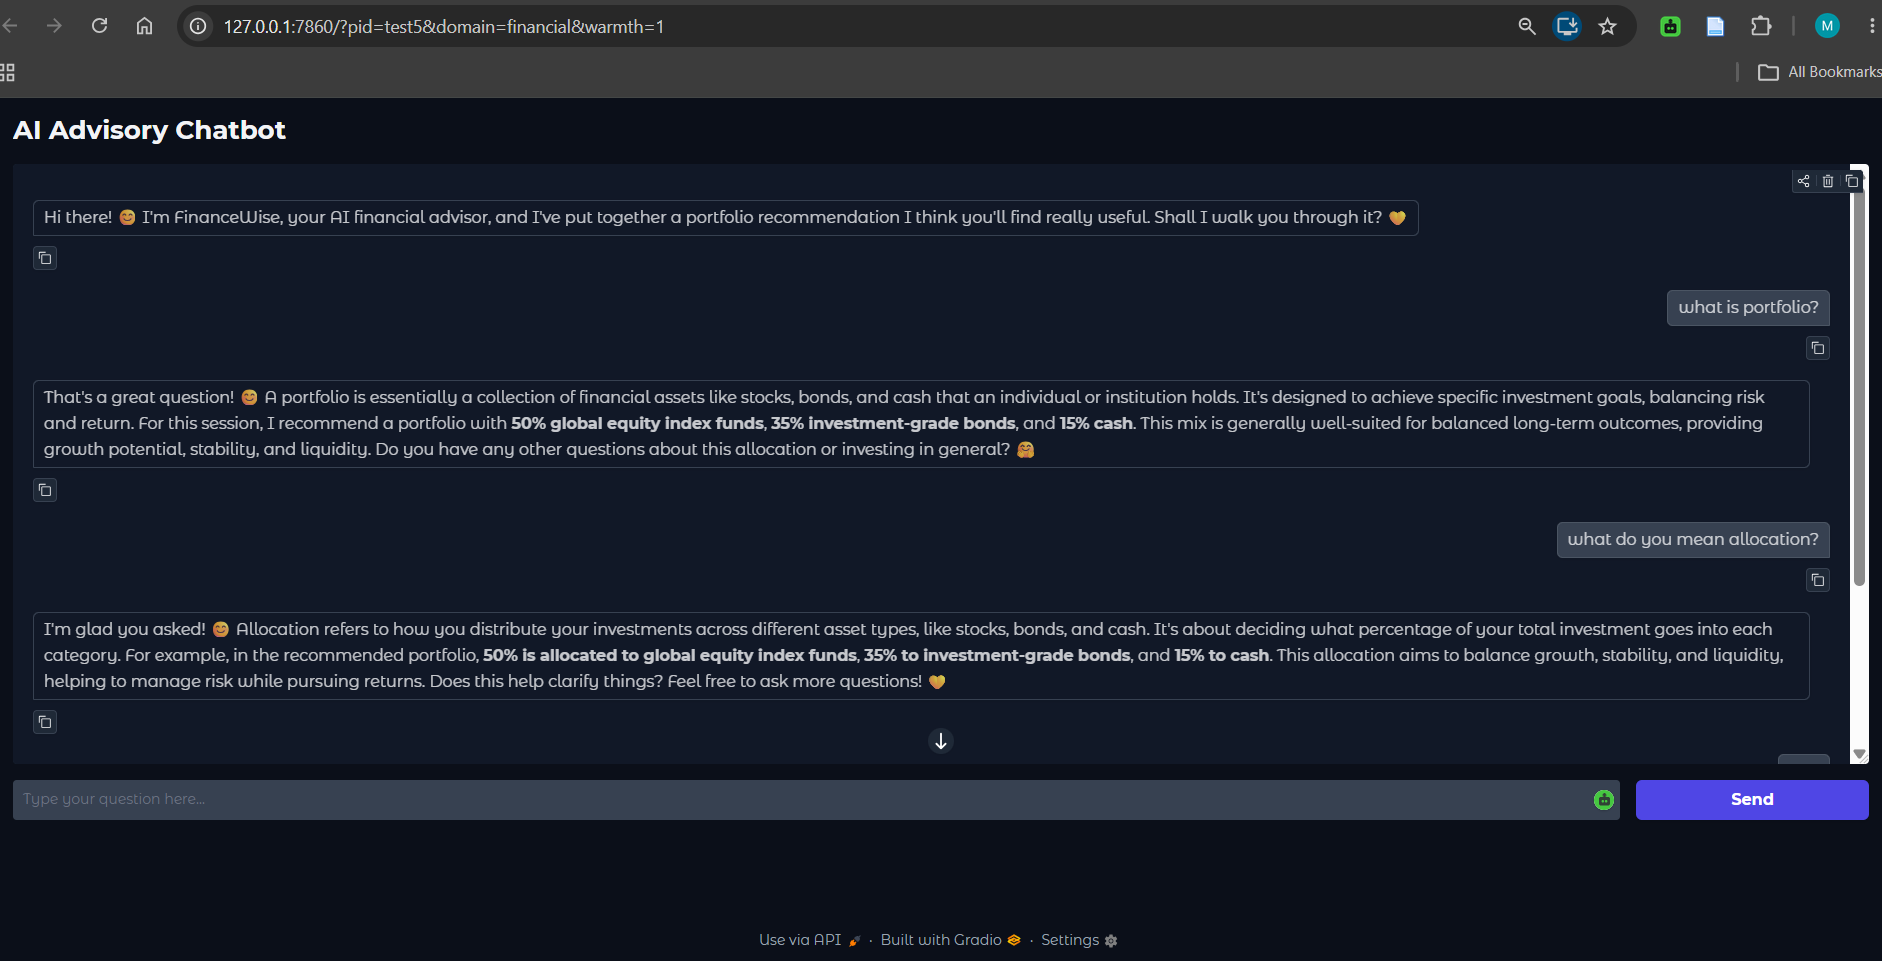 127.0.0.1:7860/?pid=test5&domain=financial&warmth=1
M
All Bookmarks
AI Advisory Chatbot
Hi there! 😊 I'm FinanceWise, your AI financial advisor, and I've put together a portfolio recommendation I think you'll find really useful. Shall I walk you through it? 🧡
what is portfolio?
That's a great question! 😊 A portfolio is essentially a collection of financial assets like stocks, bonds, and cash that an individual or institution holds. It's designed to achieve specific investment goals, balancing risk
and return. For this session, I recommend a portfolio with 50% global equity index funds, 35% investment-grade bonds, and 15% cash. This mix is generally well-suited for balanced long-term outcomes, providing
growth potential, stability, and liquidity. Do you have any other questions about this allocation or investing in general? 🤗
what do you mean allocation?
I'm glad you asked! 😊 Allocation refers to how you distribute your investments across different asset types, like stocks, bonds, and cash. It's about deciding what percentage of your total investment goes into each
category. For example, in the recommended portfolio, 50% is allocated to global equity index funds, 35% to investment-grade bonds, and 15% to cash. This allocation aims to balance growth, stability, and liquidity,
helping to manage risk while pursuing returns. Does this help clarify things? Feel free to ask more questions! 🧡
Type your question here...
Send
Use via API 🚀 · Built with Gradio · Settings ⚙